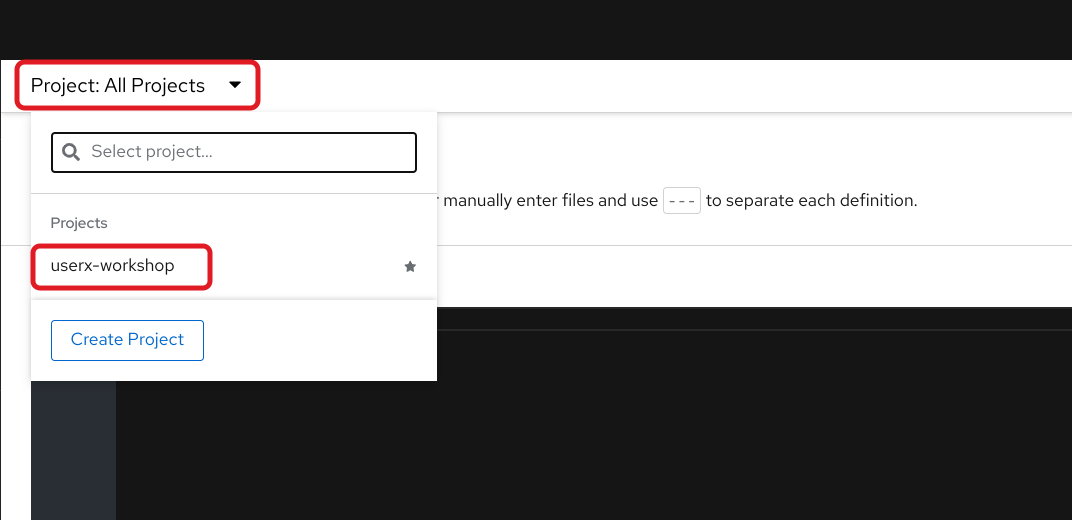 Project: All Projects
Select project...
manually enter files and use --- to separate each definition.
Projects
userx-workshop
Create Project